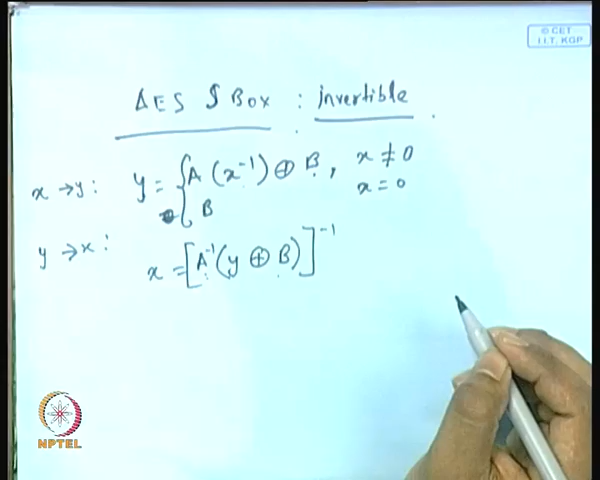 © CET
I.I.T. KGP
AES S Box : invertible .
x → y : y = { A (x⁻¹) ⊕ B , x ≠ 0
B x = 0
y → x : x = [A⁻¹(y ⊕ B)]⁻¹
NPTEL